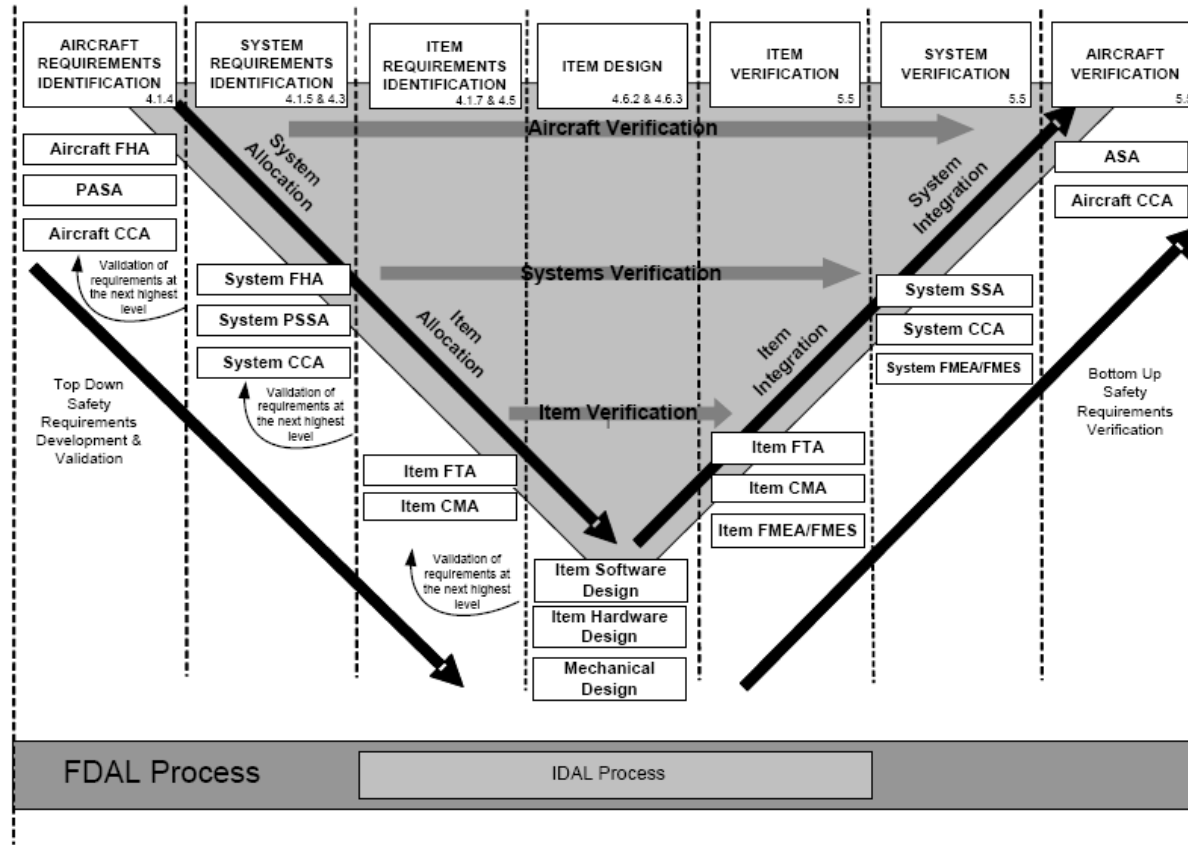 AIRCRAFT
REQUIREMENTS
IDENTIFICATION
4.1.4
SYSTEM
REQUIREMENTS
IDENTIFICATION
4.1.5 & 4.3
ITEM
REQUIREMENTS
IDENTIFICATION
4.1.7 & 4.5
ITEM DESIGN
4.6.2 & 4.6.3
ITEM
VERIFICATION
5.5
SYSTEM
VERIFICATION
5.5
AIRCRAFT
VERIFICATION
Aircraft Verification
System
Allocation
System
Integration
Aircraft FHA
PASA
Aircraft CCA
Validation of
requirements at
the next highest
level
ASA
Aircraft CCA
Systems Verification
System FHA
System PSSA
System CCA
Validation of
requirements at
the next highest
level
Item
Allocation
Item
Integration
System SSA
System CCA
System FMEA/FMES
Top Down
Safety
Requirements
Development &
Validation
Bottom Up
Safety
Requirements
Verification
Item Verification
Item FTA
Item CMA
Validation of
requirements at
the next highest
level
Item FTA
Item CMA
Item FMEA/FMES
Item Software
Design
Item Hardware
Design
Mechanical
Design
FDAL Process
IDAL Process